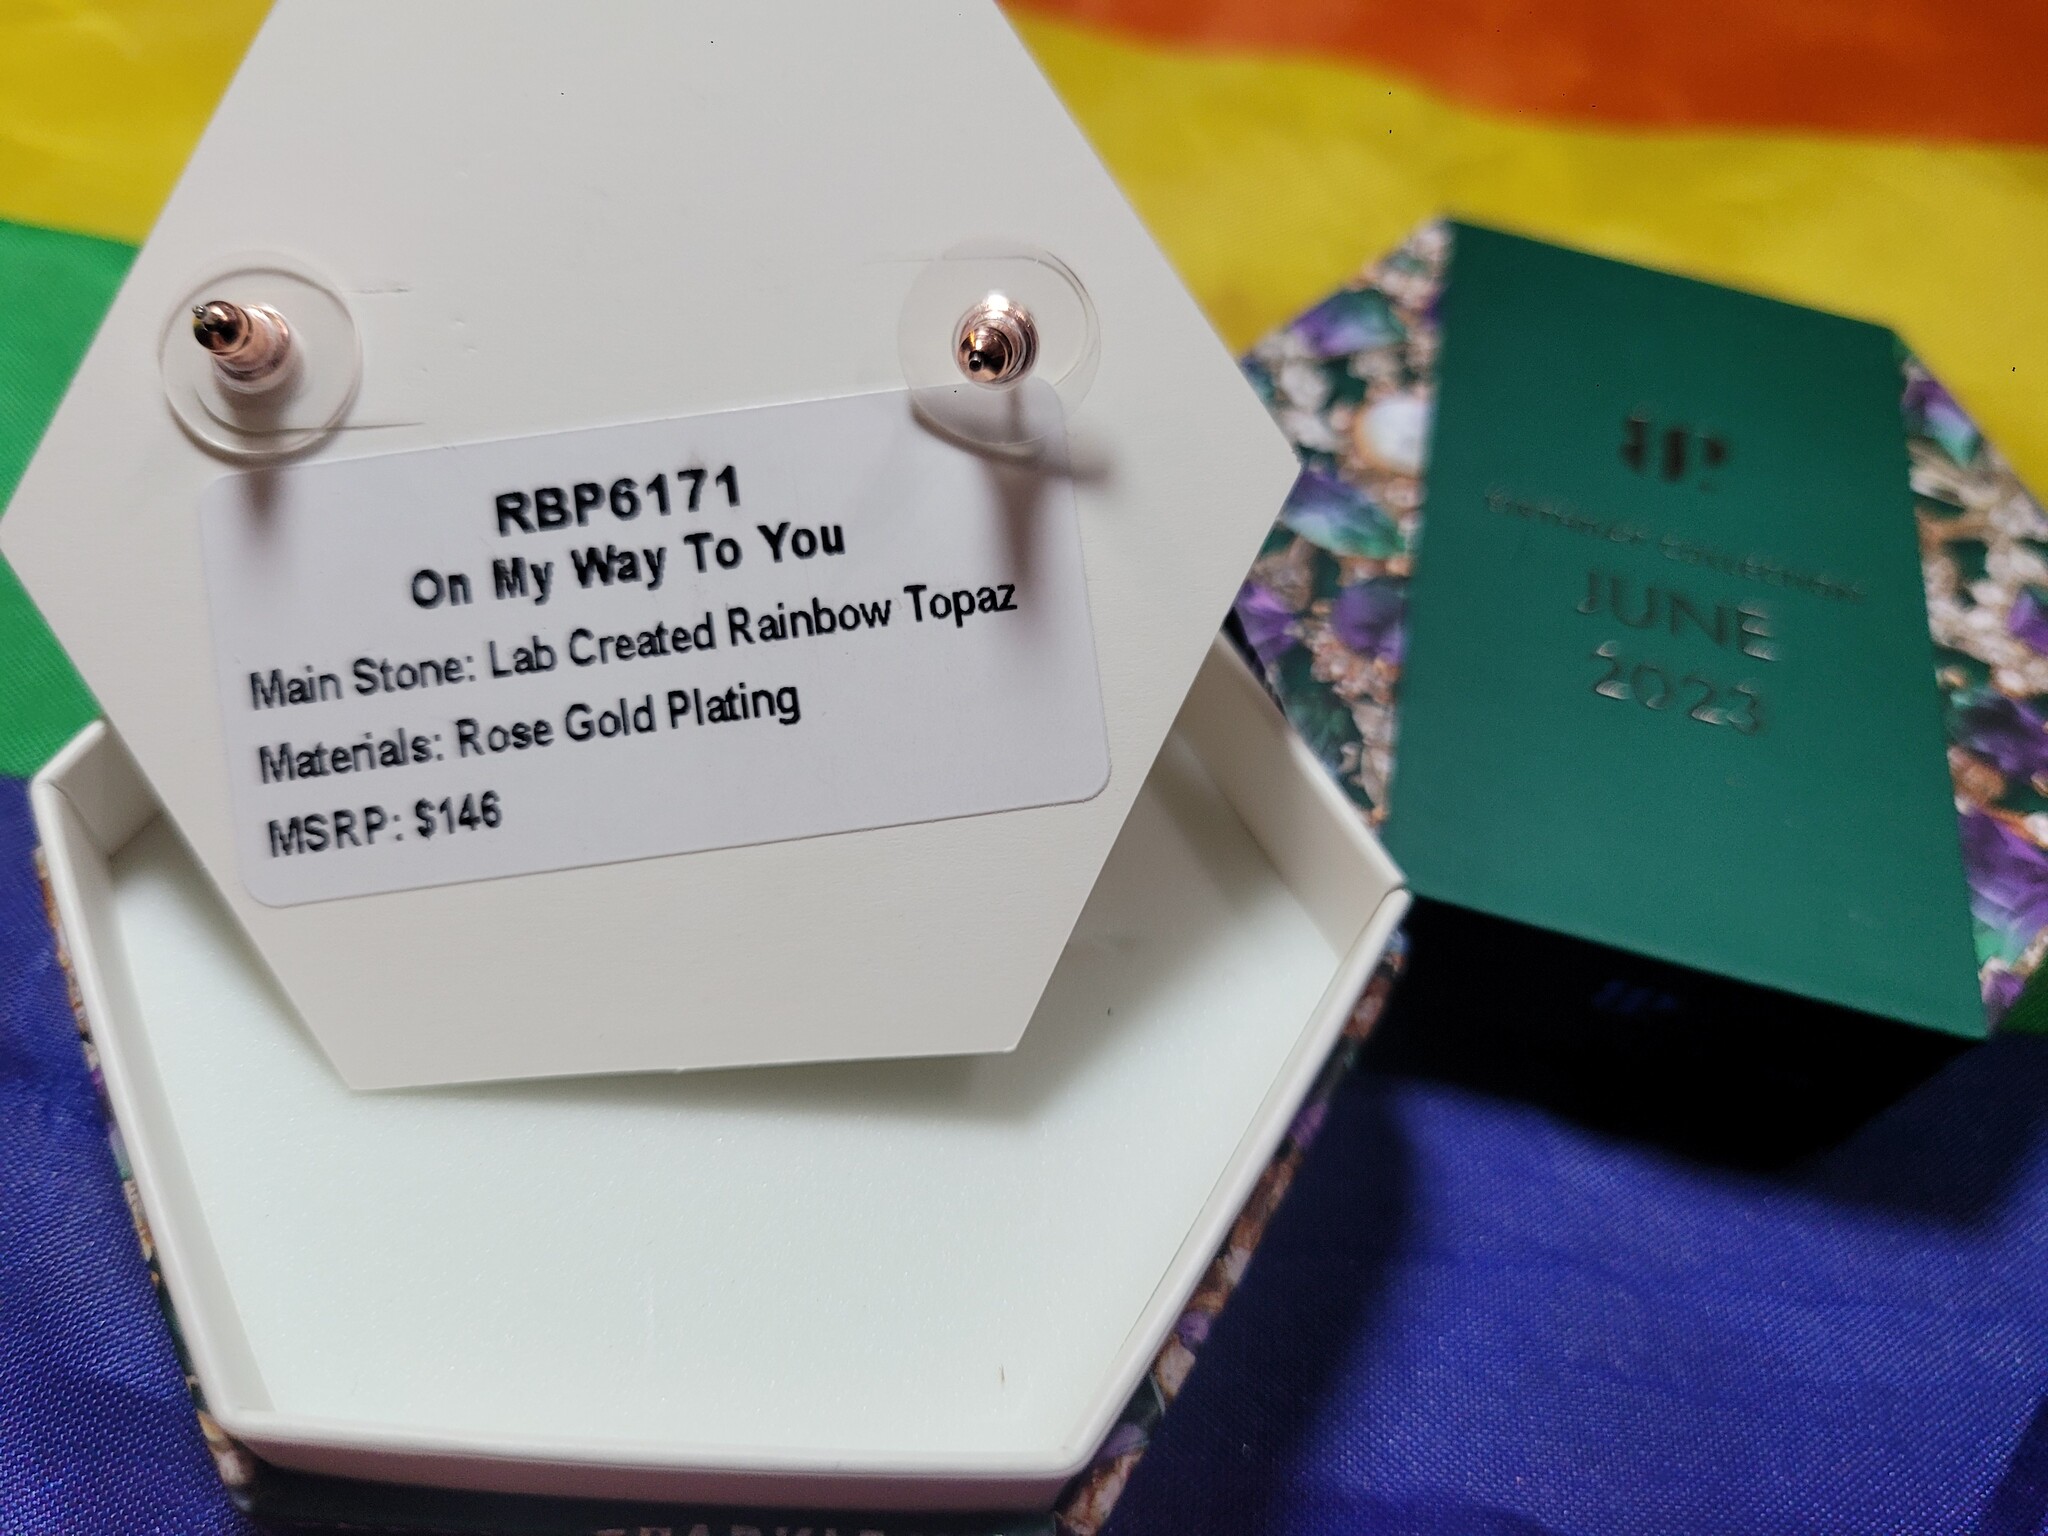 RBP6171
On My Way To You
Main Stone: Lab Created Rainbow Topaz
Materials: Rose Gold Plating
MSRP: $146
JUNE
2023